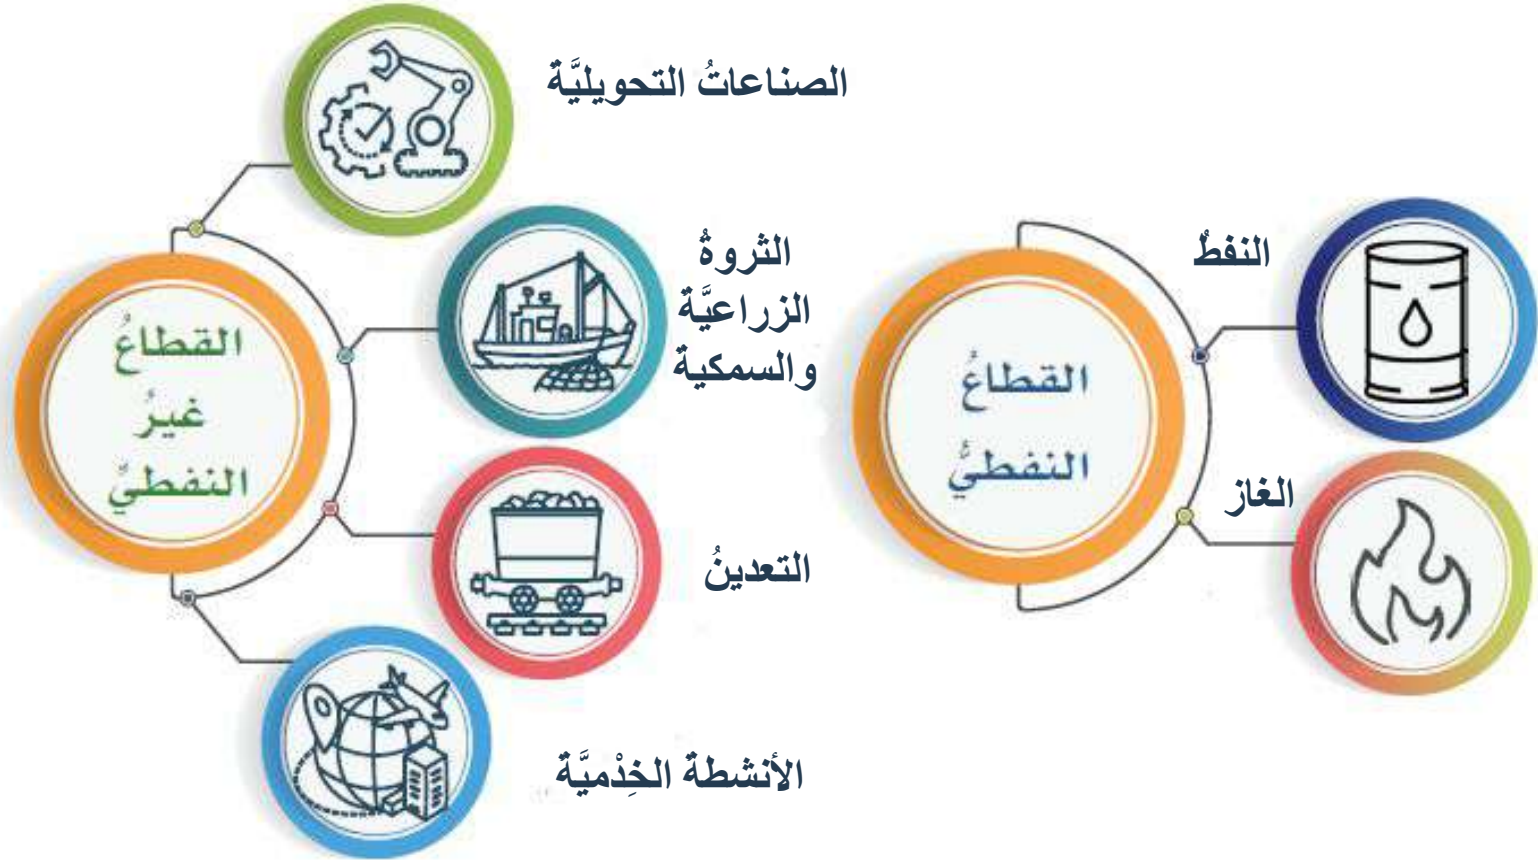 القطاعُ
النفطيُّ
النفطُ
الغاز
القطاعُ
غيرُ
النفطيِّ
الصناعاتُ التحويليَّة
الثروةُ
الزراعيَّة
والسمكية
التعدينُ
الأنشطة الخِدْميَّة